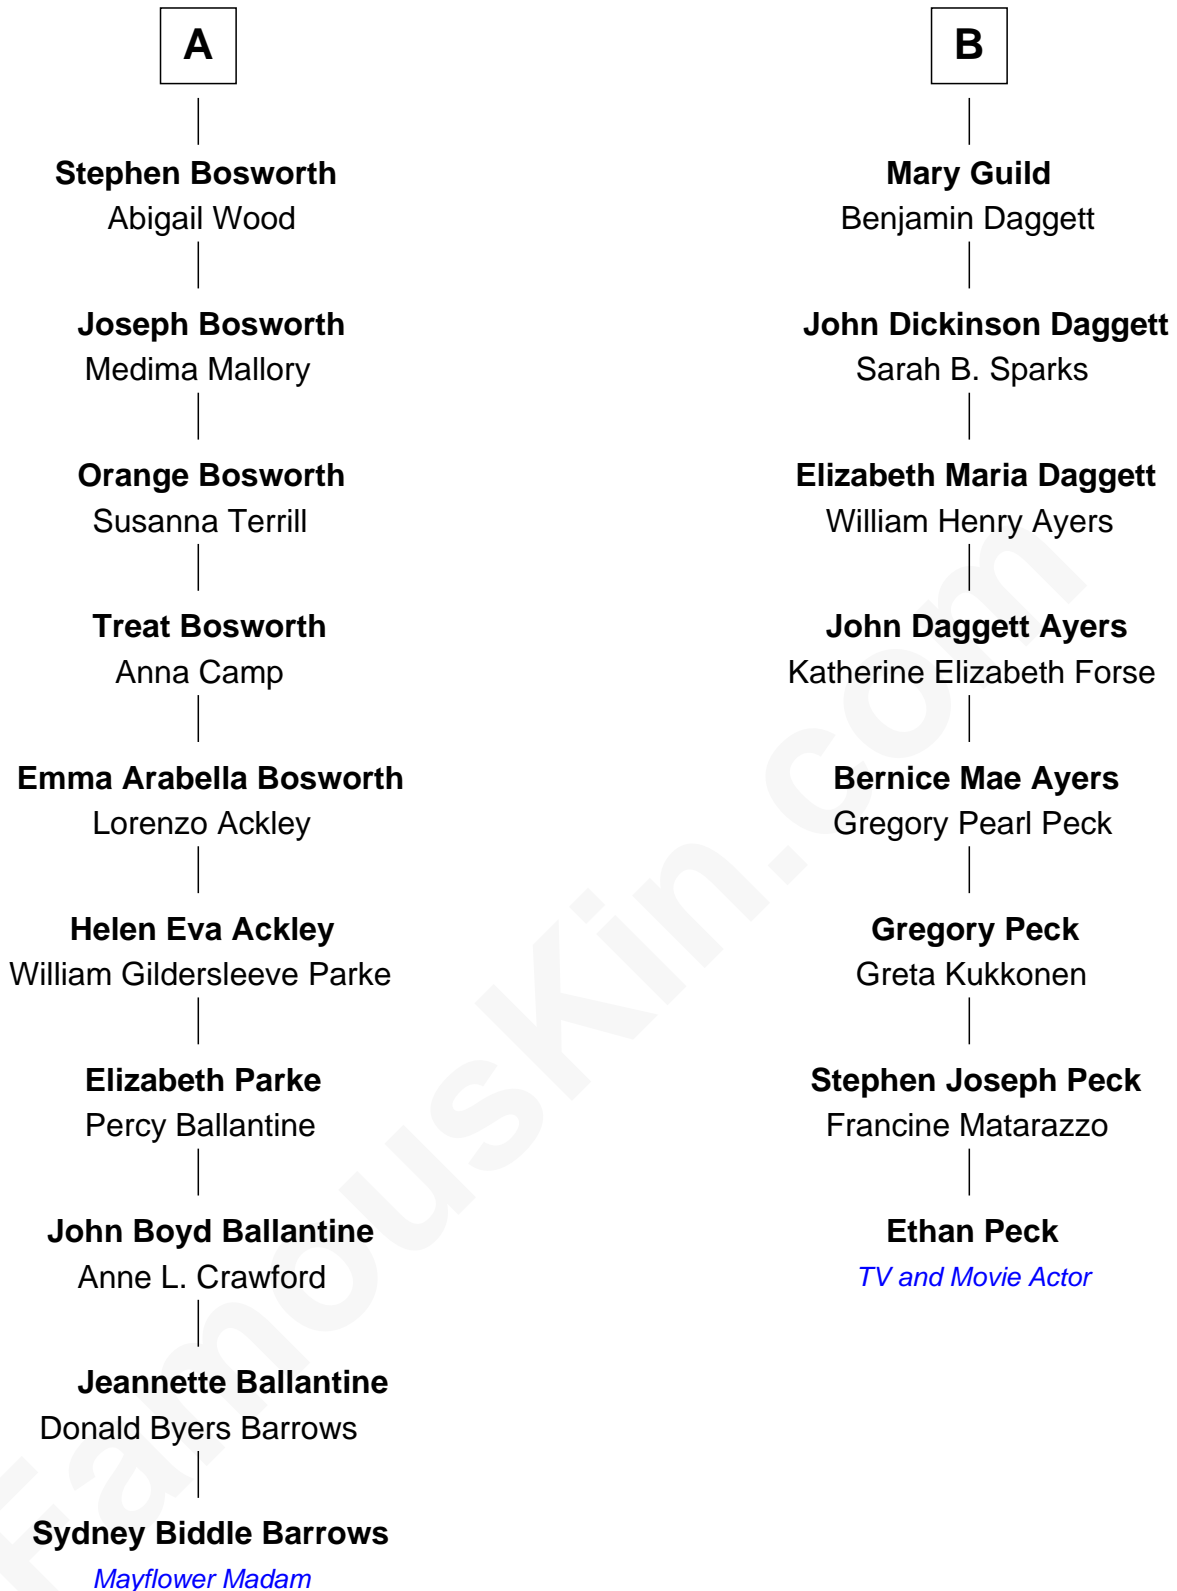 A
Stephen Bosworth
Abigail Wood
Joseph Bosworth
Medima Mallory
Orange Bosworth
Susanna Terrill
Treat Bosworth
Anna Camp
Emma Arabella Bosworth
Lorenzo Ackley
Helen Eva Ackley
William Gildersleeve Parke
Elizabeth Parke
Percy Ballantine
John Boyd Ballantine
Anne L. Crawford
Jeannette Ballantine
Donald Byers Barrows
Sydney Biddle Barrows
Mayflower Madam
B
Mary Guild
Benjamin Daggett
John Dickinson Daggett
Sarah B. Sparks
Elizabeth Maria Daggett
William Henry Ayers
John Daggett Ayers
Katherine Elizabeth Forse
Bernice Mae Ayers
Gregory Pearl Peck
Gregory Peck
Greta Kukkonen
Stephen Joseph Peck
Francine Matarazzo
Ethan Peck
TV and Movie Actor
FamousKin.com